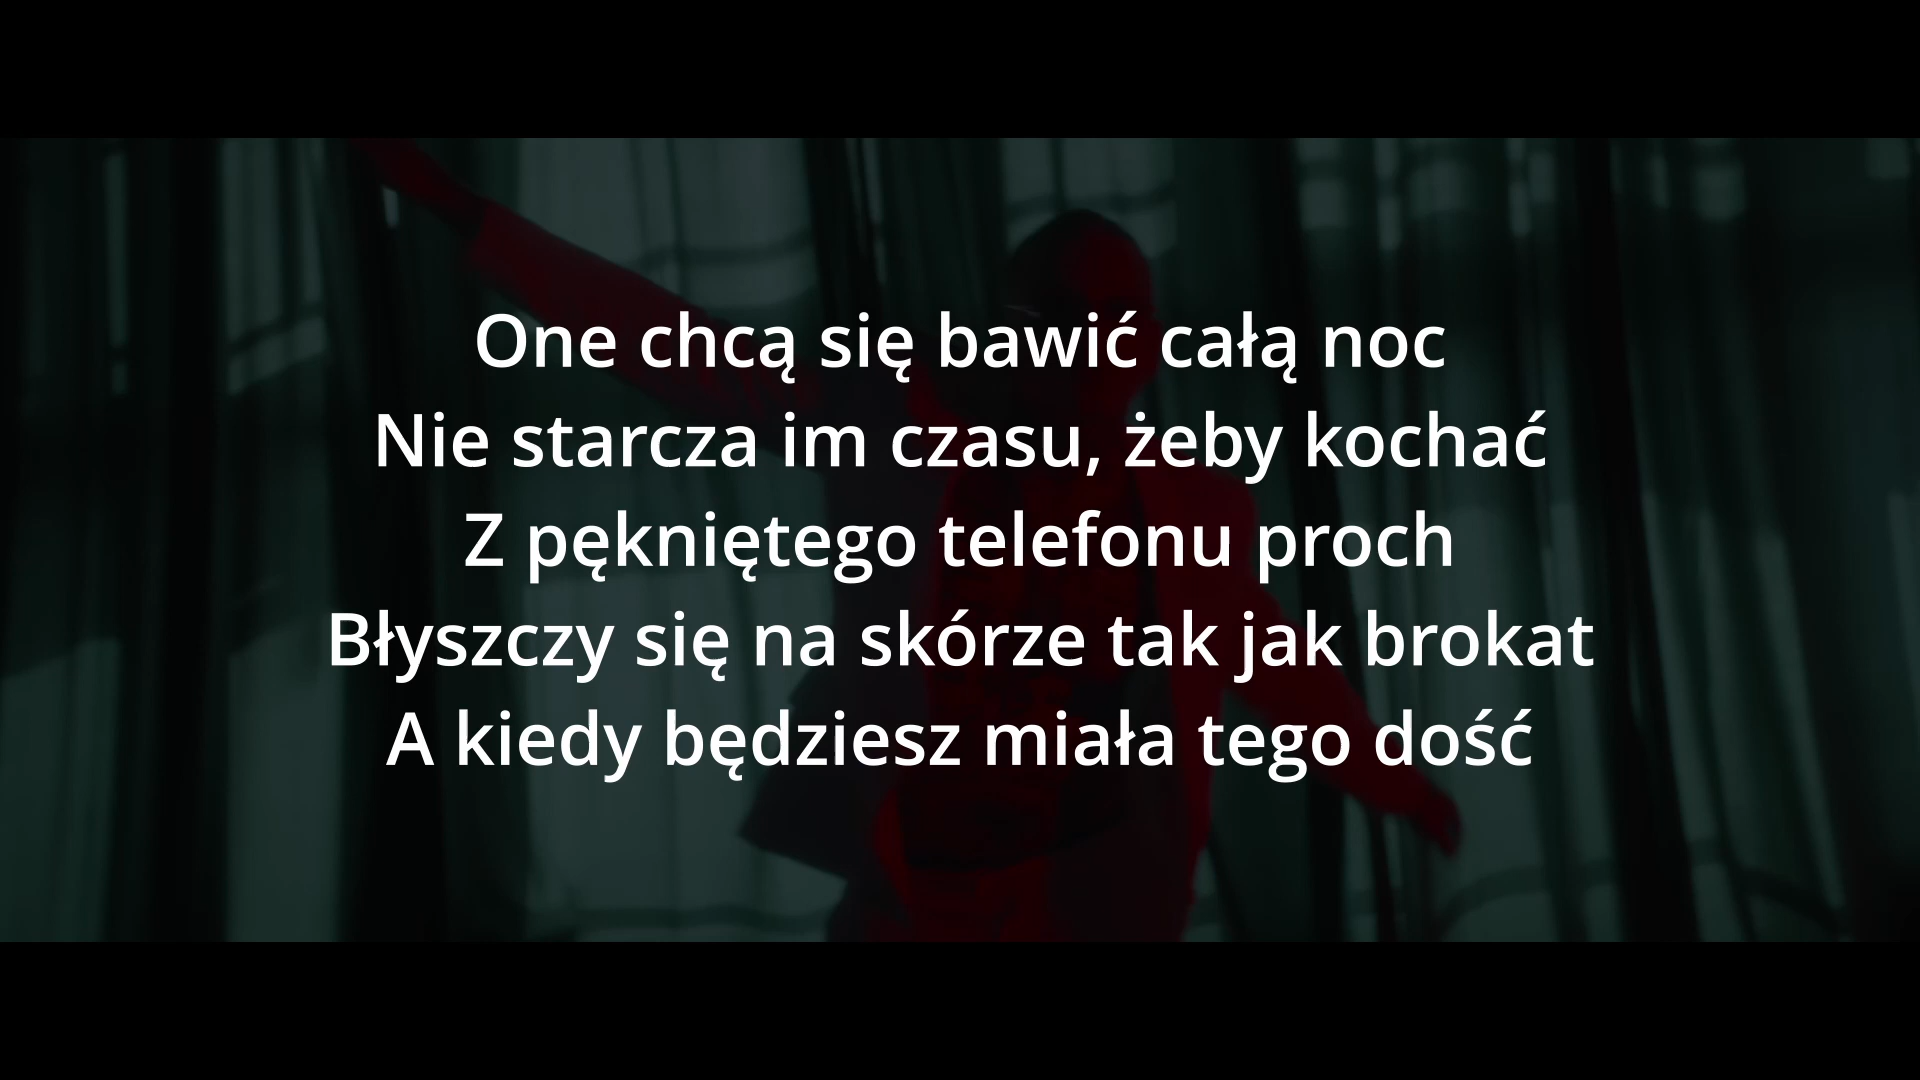 One chcą się bawić całą noc
Nie starcza im czasu, żeby kochać
Z pękniętego telefonu proch
Błyszczy się na skórze tak jak brokat
A kiedy będziesz miała tego dość